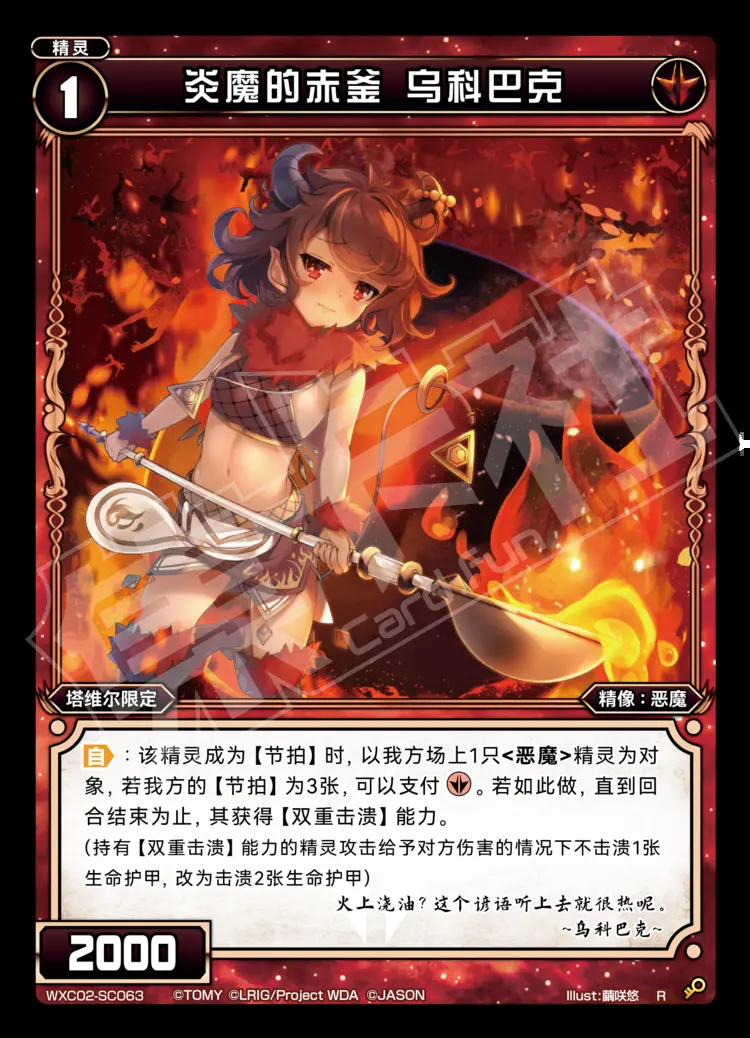 精灵
1
炎魔的赤釜 乌科巴克
集卡社
Card fun
塔维尔限定
精像：恶魔
自：该精灵成为【节拍】时, 以我方场上1只<恶魔>精灵为对
象, 若我方的【节拍】为3张, 可以支付。若如此做, 直到回
合结束为止, 其获得【双重击溃】能力。
(持有【双重击溃】能力的精灵攻击给予对方伤害的情况下不击溃1张
生命护甲, 改为击溃2张生命护甲)
火上浇油？这个谚语听上去就很热呢。
~乌科巴克~
2000
WXC02-SC063 ©TOMY ©LRIG/Project WDA ©JASON
Illust:繭咲悠 R